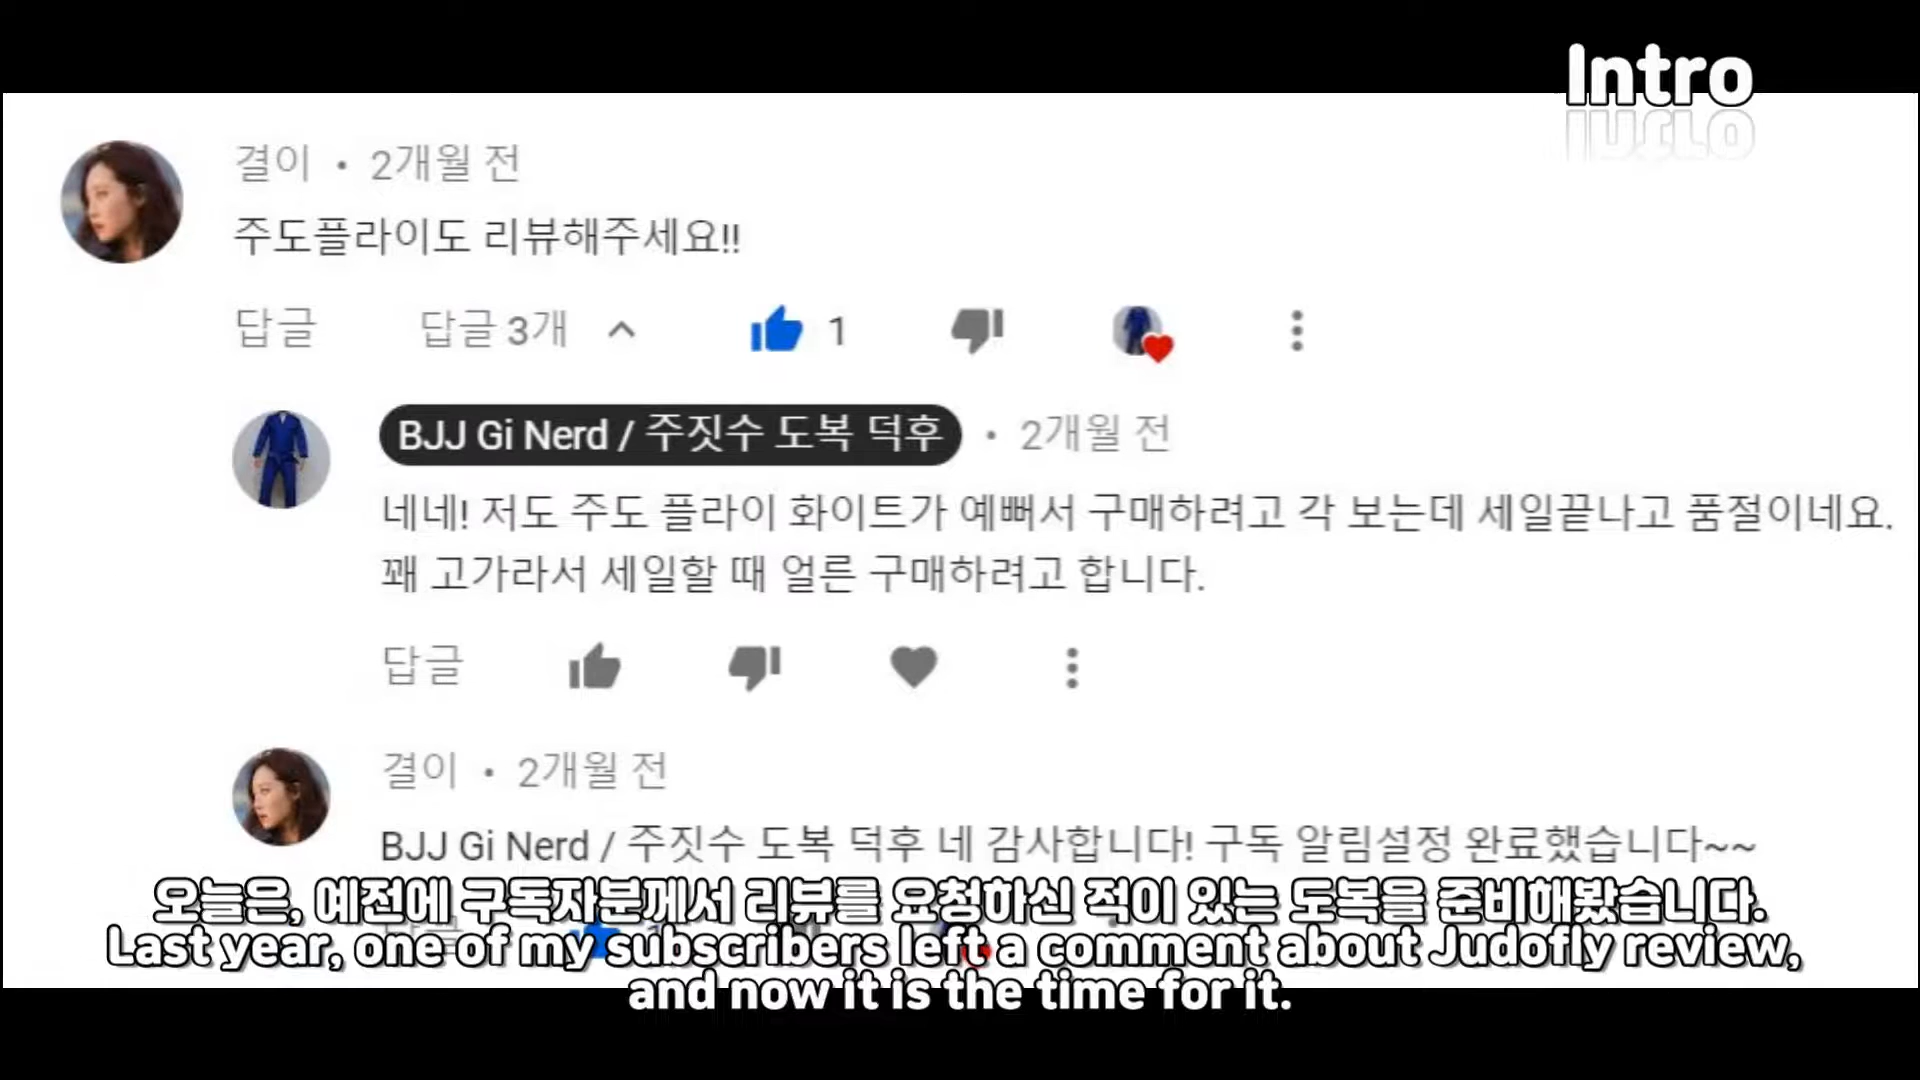 Intro
결이 • 2개월 전
주도플라이도 리뷰해주세요!!
답글 답글 3개 1
BJJ Gi Nerd / 주짓수 도복 덕후 • 2개월 전
네네! 저도 주도 플라이 화이트가 예뻐서 구매하려고 각 보는데 세일끝나고 품절이네요.
꽤 고가라서 세일할 때 얼른 구매하려고 합니다.
답글
결이 • 2개월 전
BJJ Gi Nerd / 주짓수 도복 덕후 네 감사합니다! 구독 알림설정 완료했습니다~~
오늘은, 예전에 구독자분께서 리뷰를 요청하신 적이 있는 도복을 준비해봤습니다.
Last year, one of my subscribers left a comment about Judofly review,
and now it is the time for it.